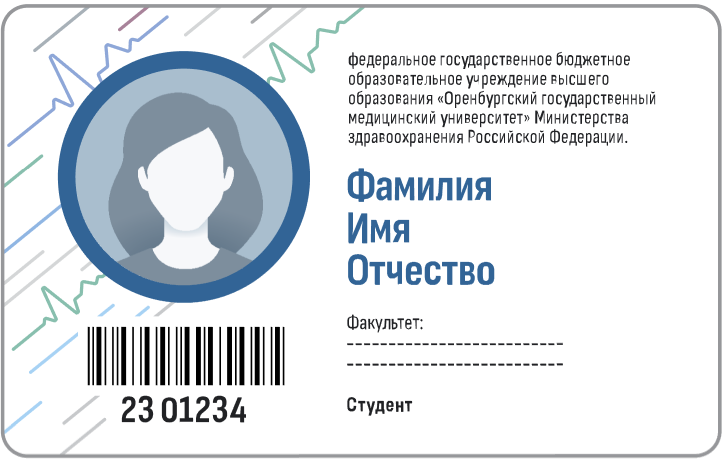 федеральное государственное бюджетное
образовательное учреждение высшего
образования «Оренбургский государственный
медицинский университет» Министерства
здравоохранения Российской Федерации.
Фамилия
Имя
Отчество
Факультет:
--------------------------
--------------------------
Студент
23 01234